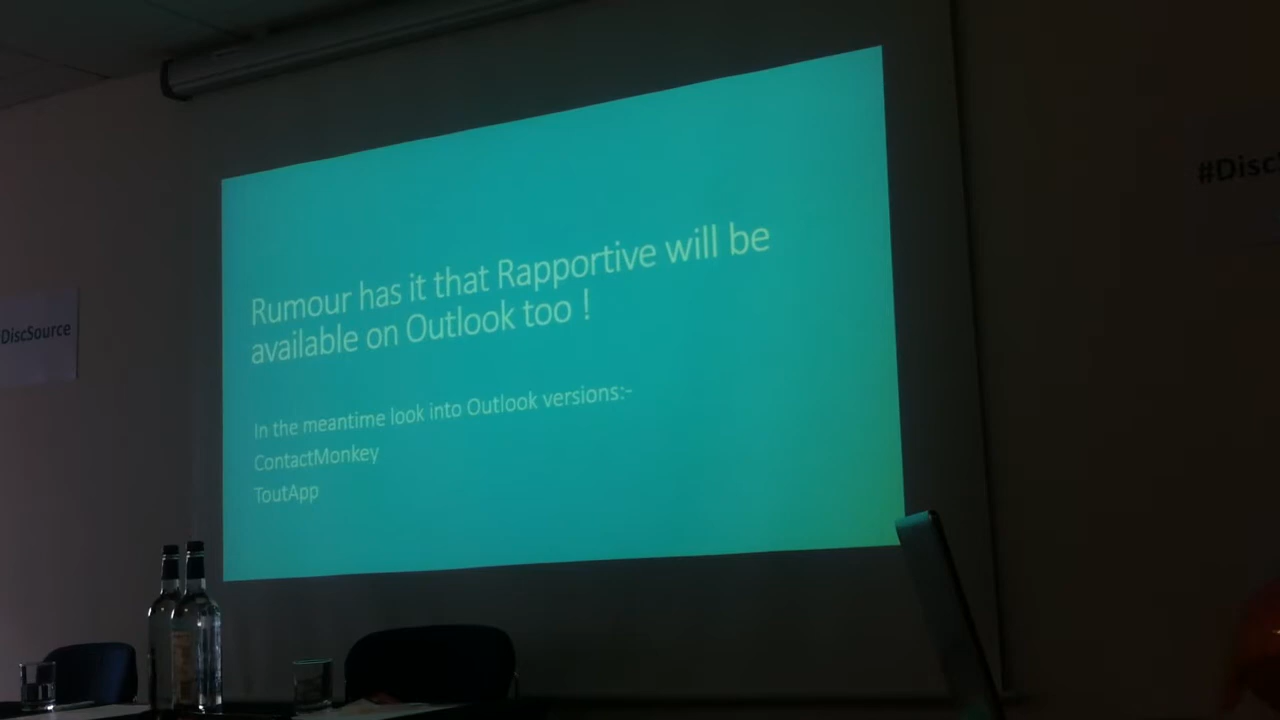 Rumour has it that Rapportive will be
available on Outlook too !
In the meantime look into Outlook versions:-
ContactMonkey
ToutApp
DiscSource
#Disc